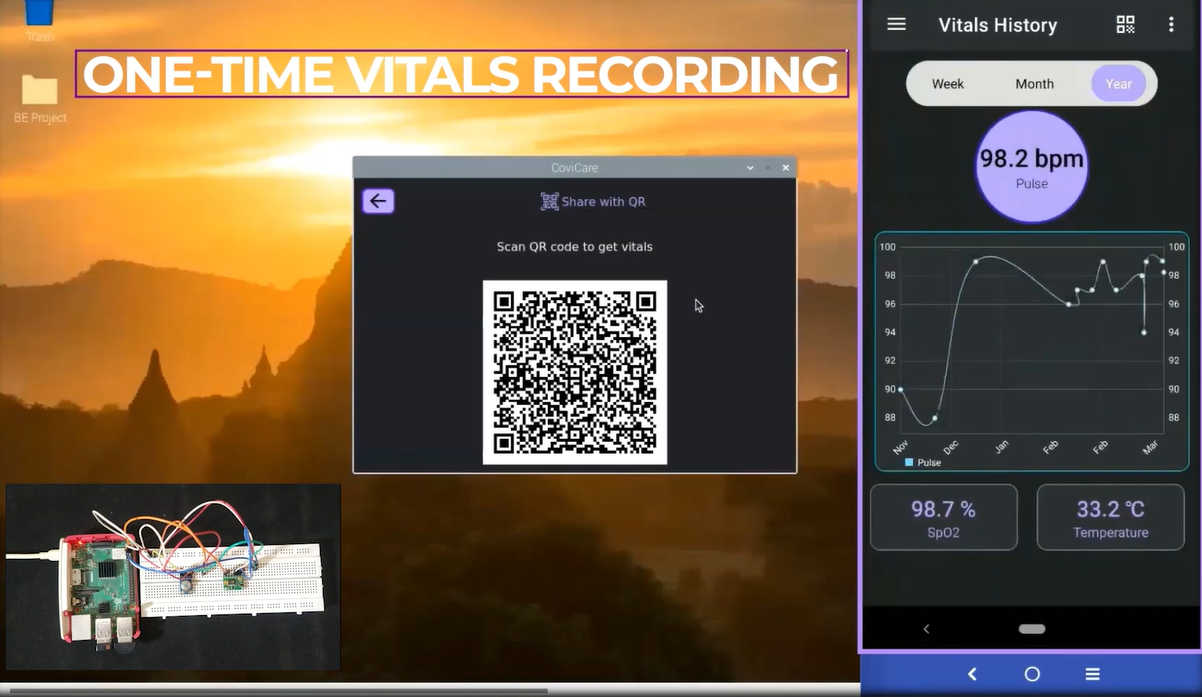 Trash
BE Project
ONE-TIME VITALS RECORDING
CoviCare
Share with QR
Scan QR code to get vitals
Vitals History
Week Month Year
98.2 bpm
Pulse
100 100
98 98
96 96
94 94
92 92
90 90
88 88
Nov Dec Jan Feb Feb Mar
Pulse
98.7 % 33.2 °C
SpO2 Temperature